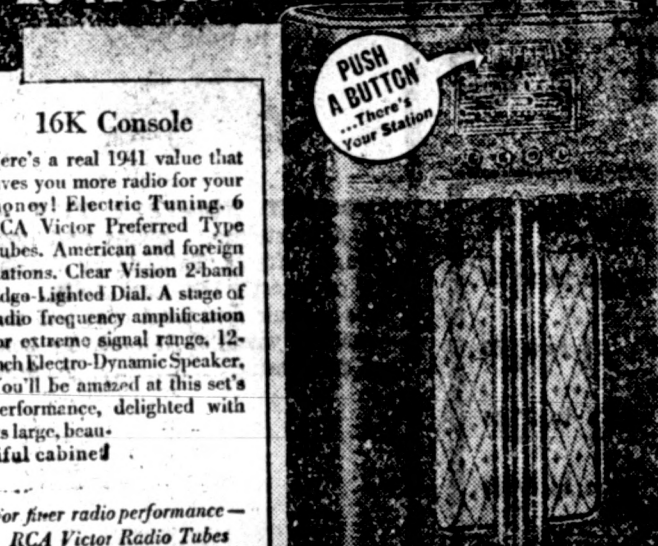 16K Console
ere's a real 1941 value that
ves you more radio for your
oney! Electric Tuning. 6
CA Victor Preferred Type
ubes. American and foreign
ations. Clear Vision 2-band
dge-Lighted Dial. A stage of
adio frequency amplification
or extreme signal range. 12-
nch Electro-Dynamic Speaker.
ou'll be amazed at this set's
erformance, delighted with
s large, beau-
iful cabinet
or finer radio performance—
RCA Victor Radio Tubes
PUSH
A BUTTON
...There's
Your Station